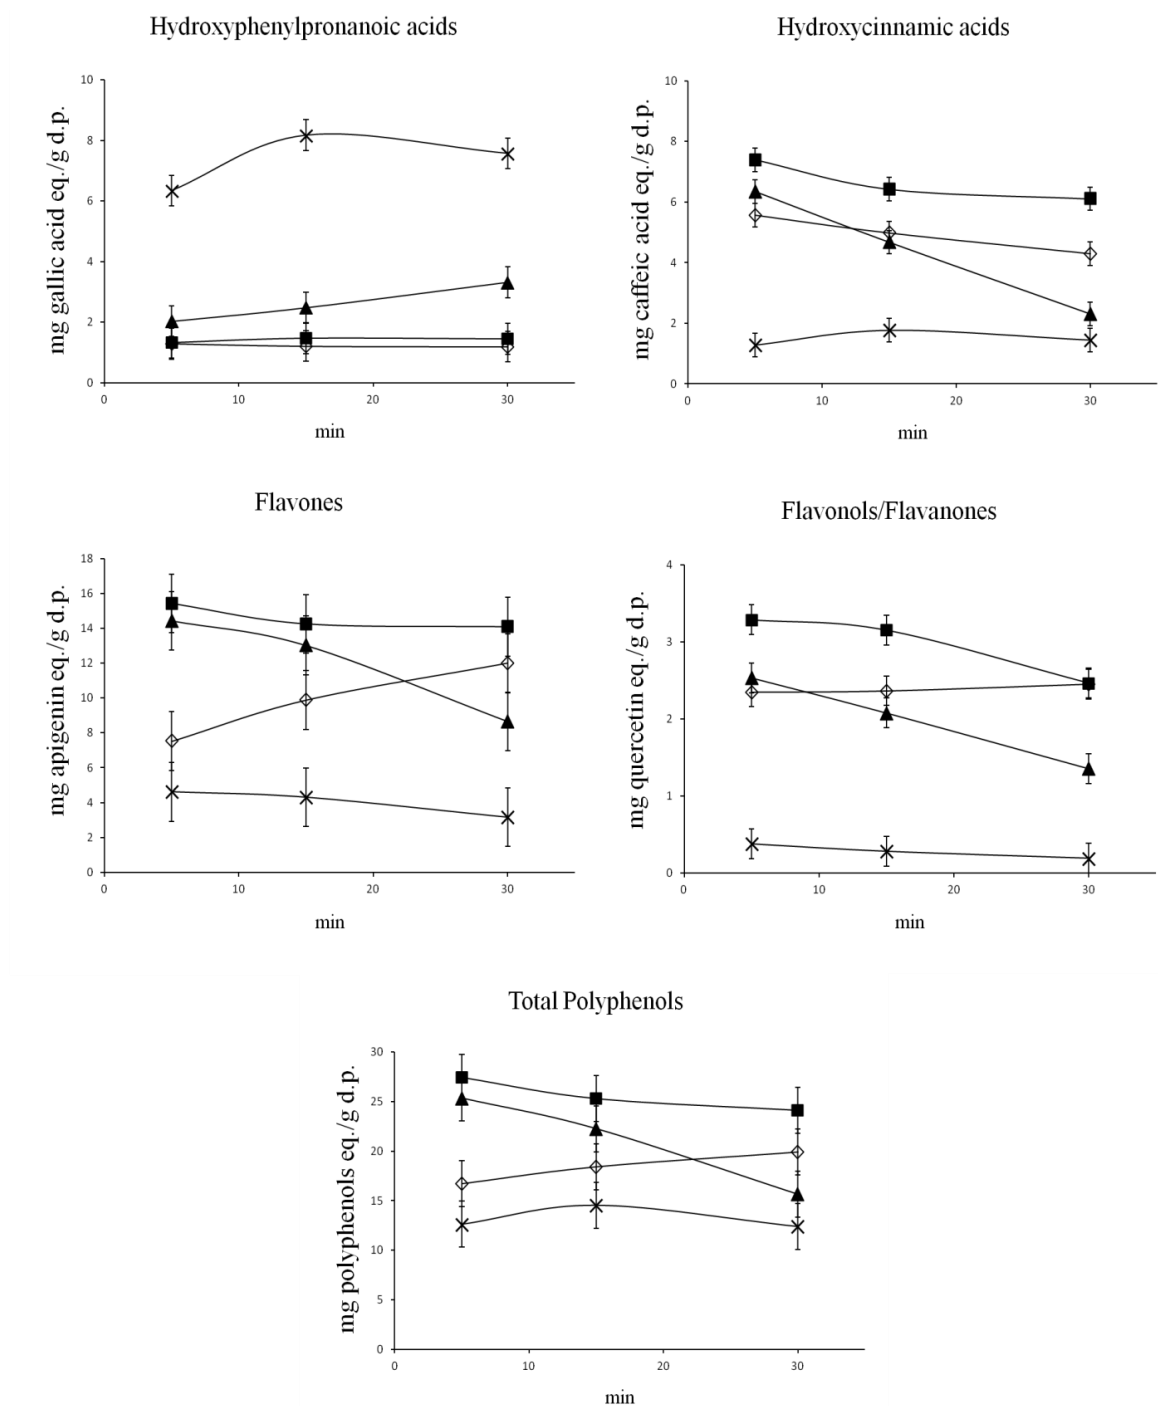 Hydroxyphenylpronanoic acids
mg gallic acid eq./g d.p.
10
8
6
4
2
0
0 10 20 30
min
Hydroxycinnamic acids
mg caffeic acid eq./g d.p.
10
8
6
4
2
0
0 10 20 30
min
Flavones
mg apigenin eq./g d.p.
18
16
14
12
10
8
6
4
2
0
0 10 20 30
min
Flavonols/Flavanones
mg quercetin eq./g d.p.
4
3
2
1
0
0 10 20 30
min
Total Polyphenols
mg polyphenols eq./g d.p.
30
25
20
15
10
5
0
0 10 20 30
min